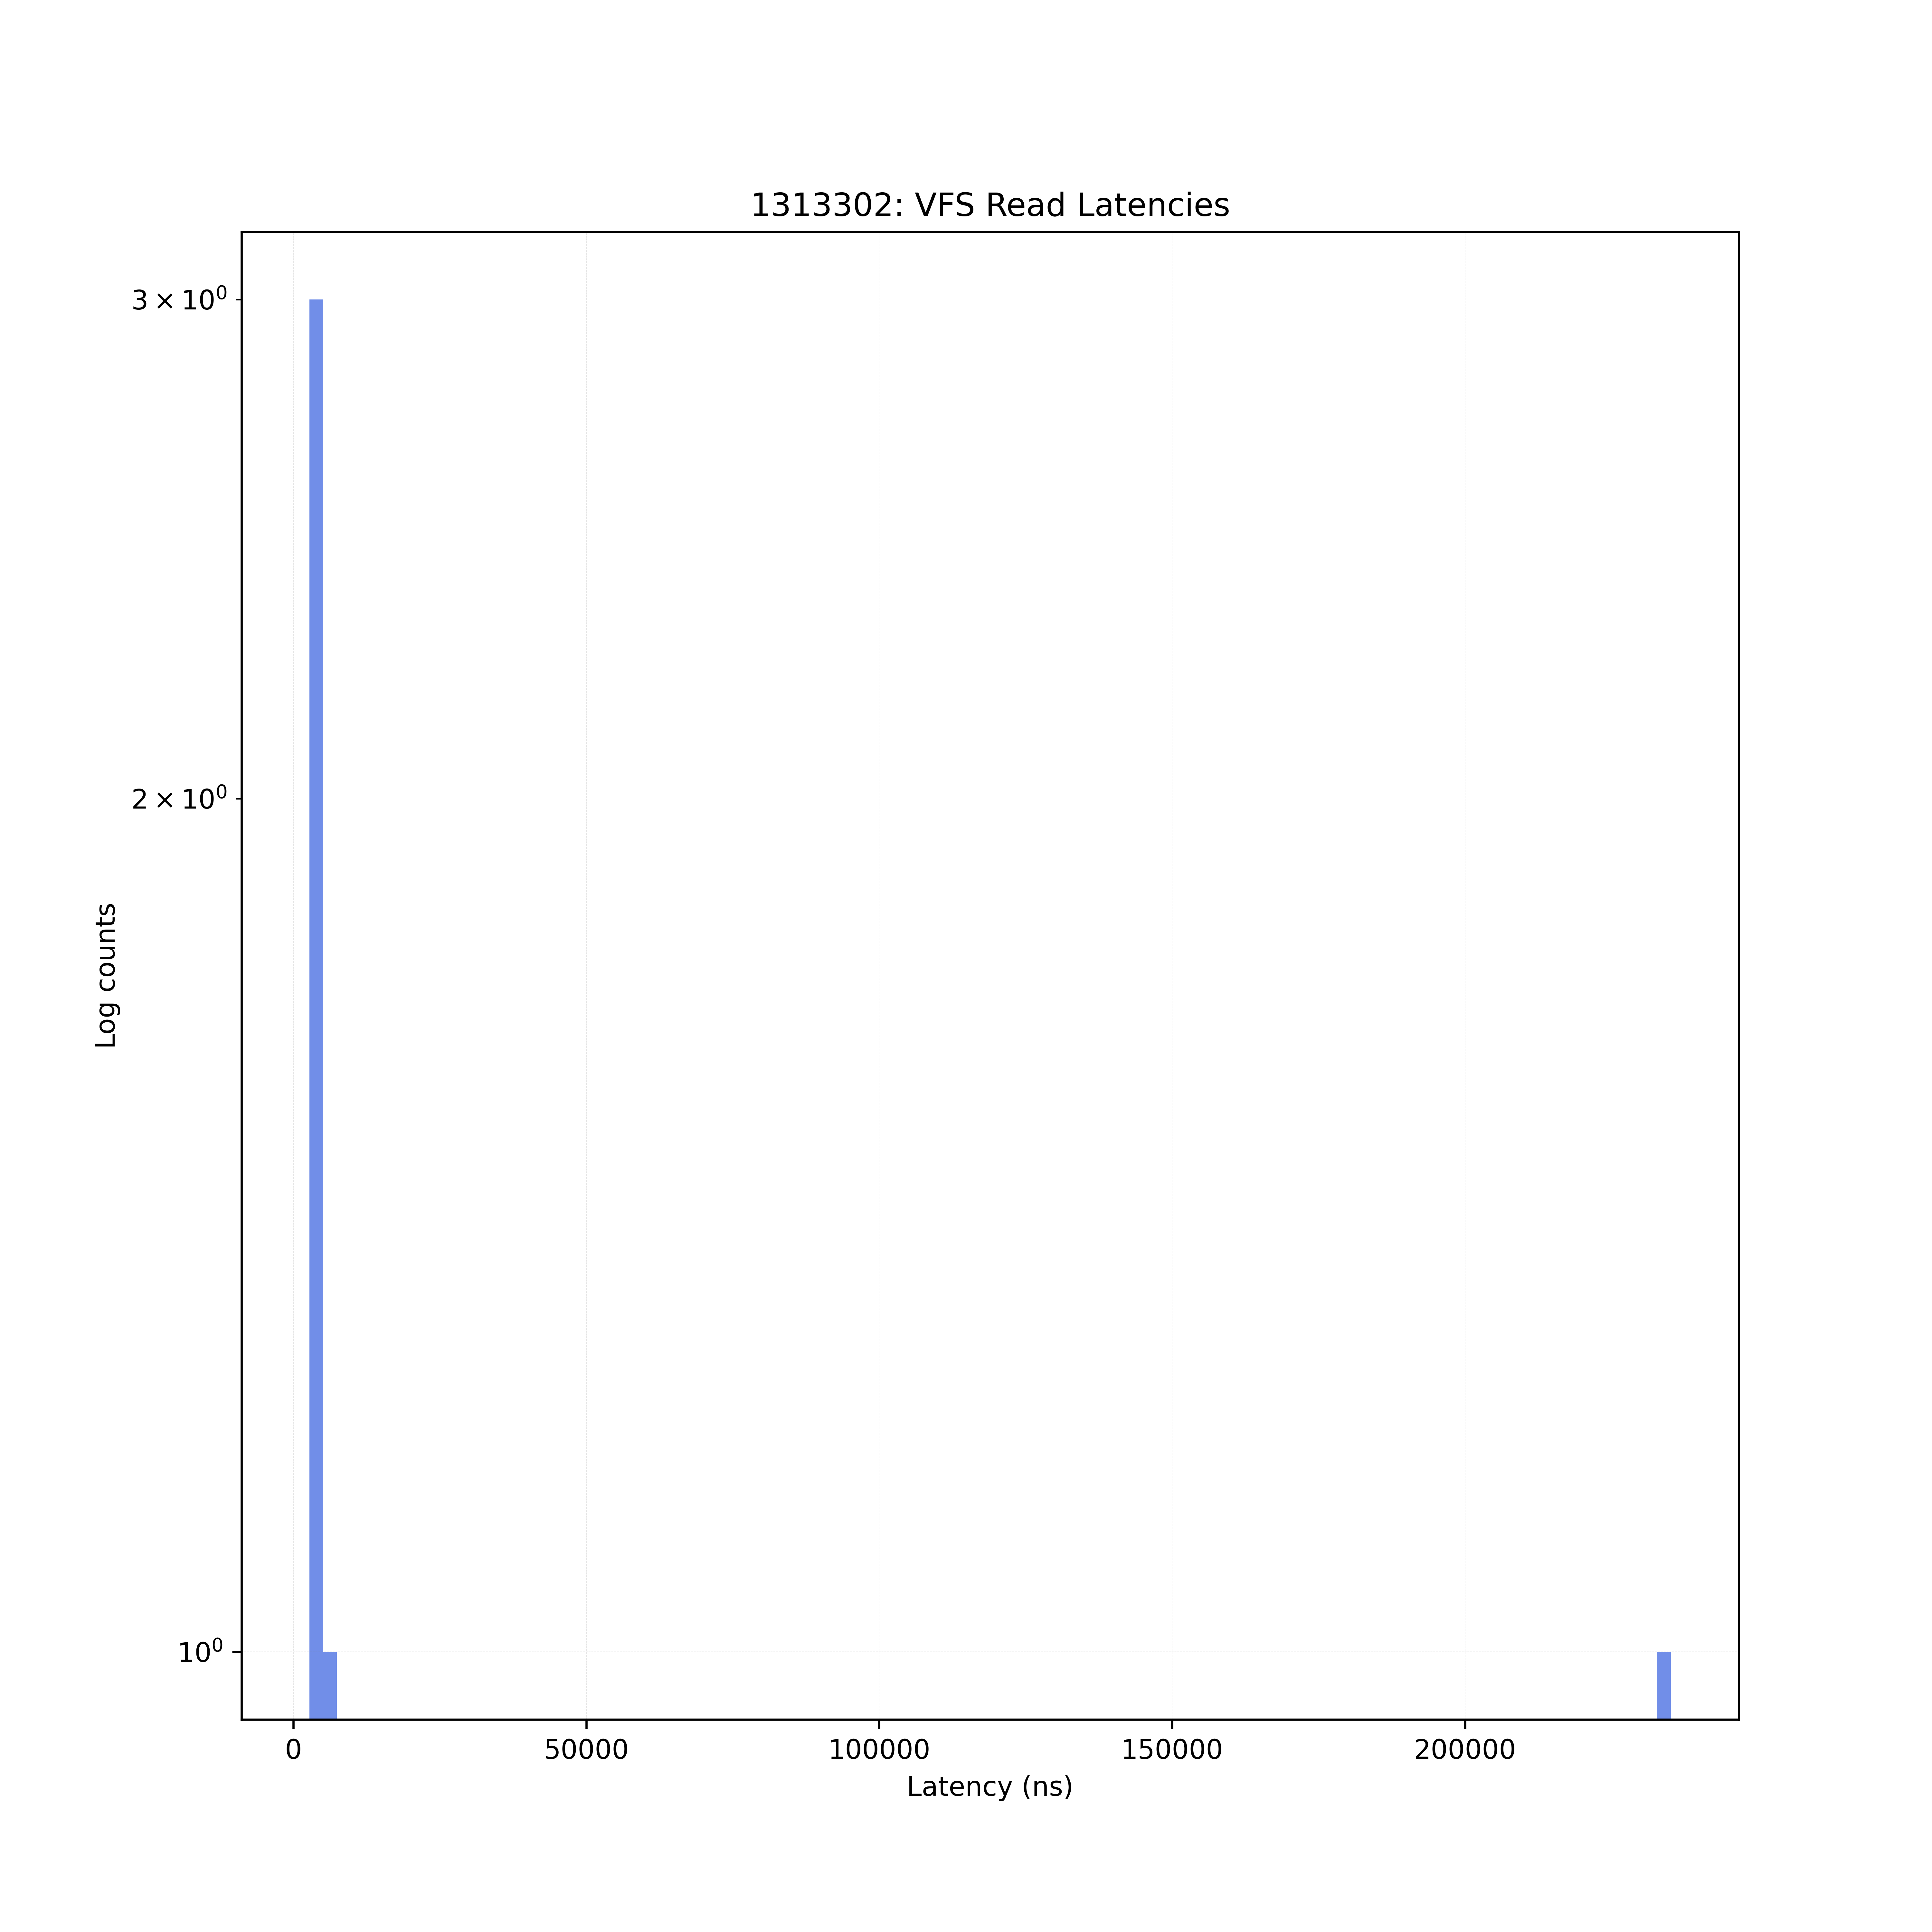 1313302: VFS Read Latencies
3 × 10⁰
2 × 10⁰
10⁰
Log counts
0 50000 100000 150000 200000
Latency (ns)